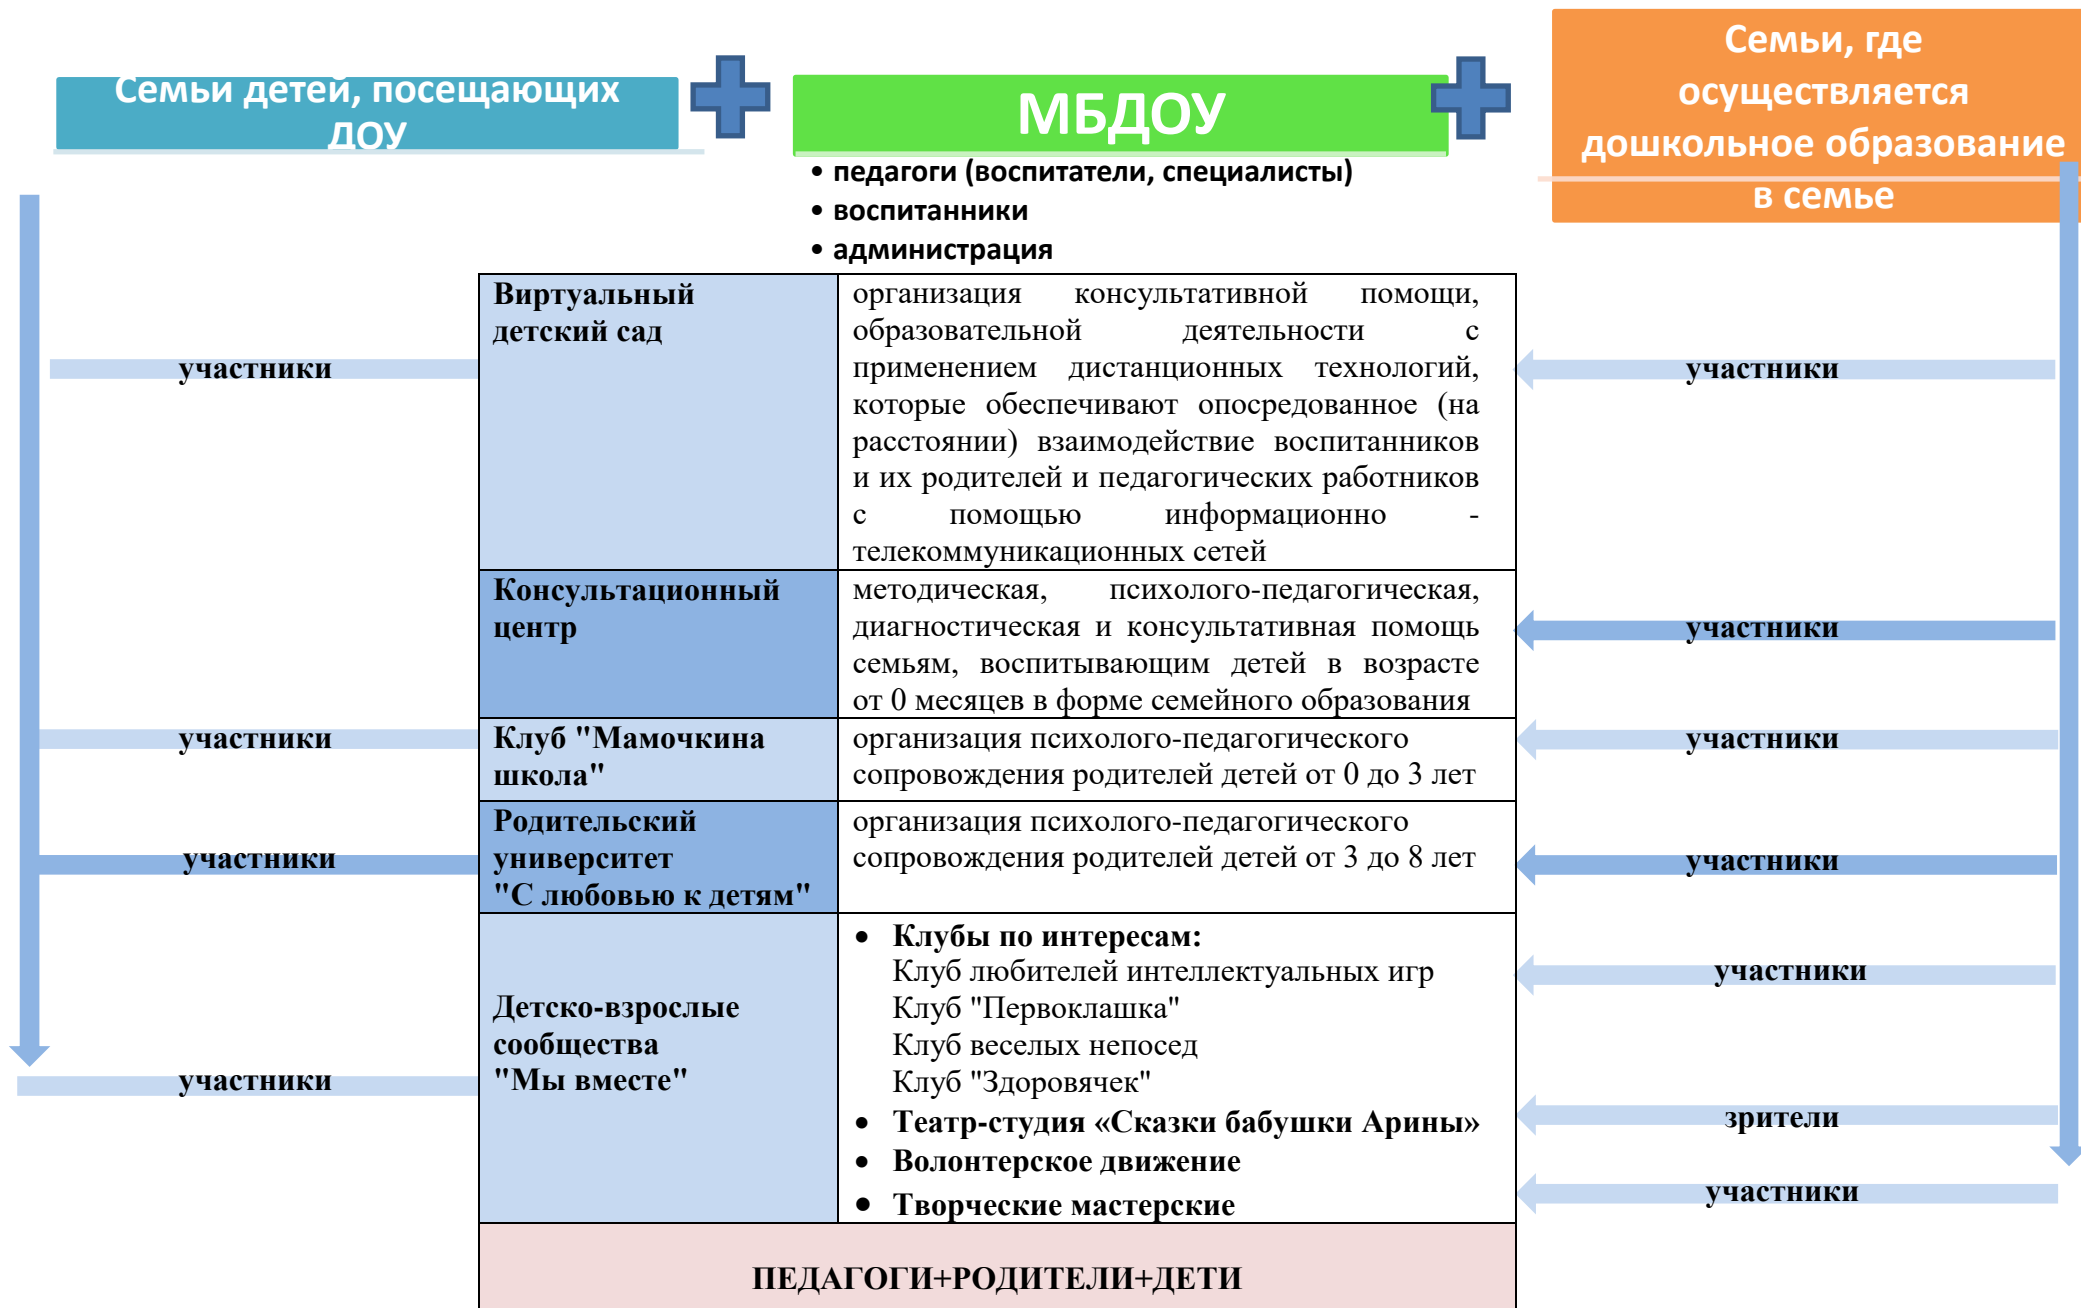 Семьи детей, посещающих
ДОУ
МБДОУ
• педагоги (воспитатели, специалисты)
• воспитанники
• администрация
Семьи, где
осуществляется
дошкольное образование
в семье
Виртуальный
детский сад
организация консультативной помощи,
образовательной деятельности с
применением дистанционных технологий,
которые обеспечивают опосредованное (на
расстоянии) взаимодействие воспитанников
и их родителей и педагогических работников
с помощью информационно -
телекоммуникационных сетей
участники
участники
Консультационный
центр
методическая, психолого-педагогическая,
диагностическая и консультативная помощь
семьям, воспитывающим детей в возрасте
от 0 месяцев в форме семейного образования
участники
участники
Клуб "Мамочкина
школа"
организация психолого-педагогического
сопровождения родителей детей от 0 до 3 лет
участники
участники
Родительский
университет
"С любовью к детям"
организация психолого-педагогического
сопровождения родителей детей от 3 до 8 лет
участники
участники
Детско-взрослые
сообщества
"Мы вместе"
• Клубы по интересам:
Клуб любителей интеллектуальных игр
Клуб "Первоклашка"
Клуб веселых непосед
Клуб "Здоровячек"
• Театр-студия «Сказки бабушки Арины»
• Волонтерское движение
• Творческие мастерские
участники
зрители
участники
ПЕДАГОГИ+РОДИТЕЛИ+ДЕТИ